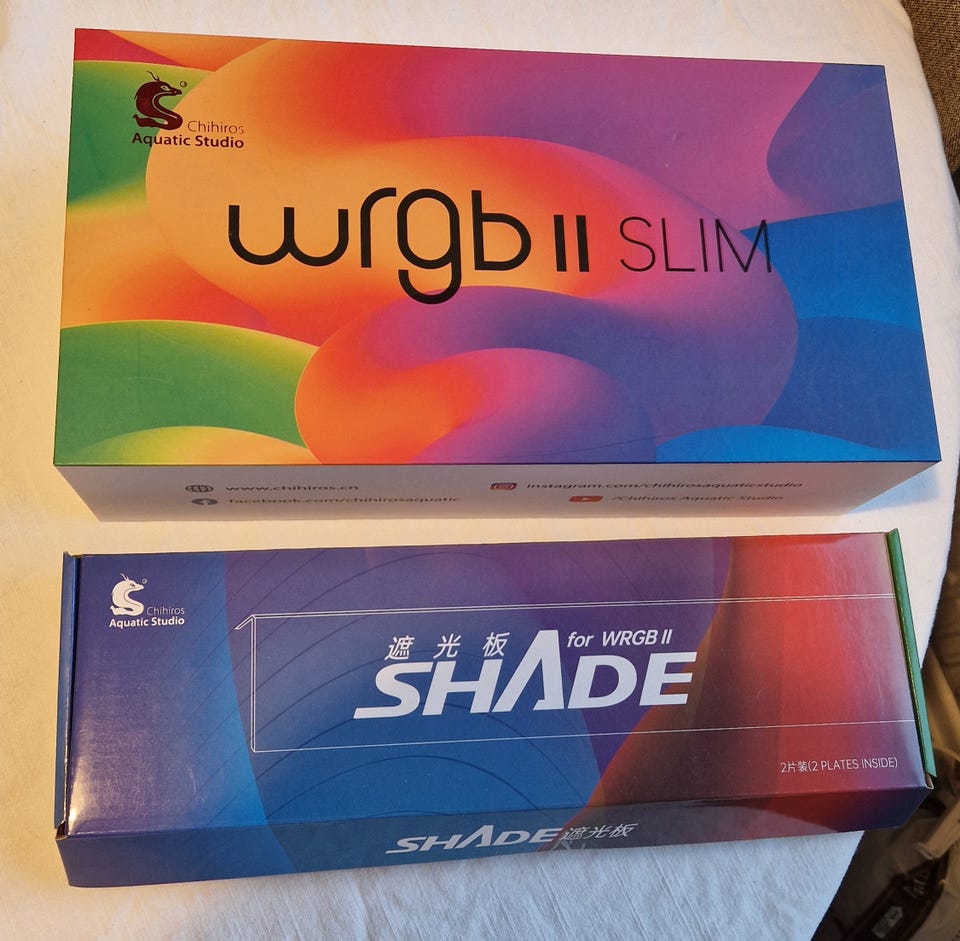 Chihiros
Aquatic Studio
wrgb II SLIM
www.chihiros.cn
facebook.com/chihirosaquatic
instagram.com/chihirosaquaticstudio
/Chihiros Aquatic Studio
Chihiros
Aquatic Studio
遮光板 for WRGB II
SHADE
2片装(2 PLATES INSIDE)
SHADE遮光板